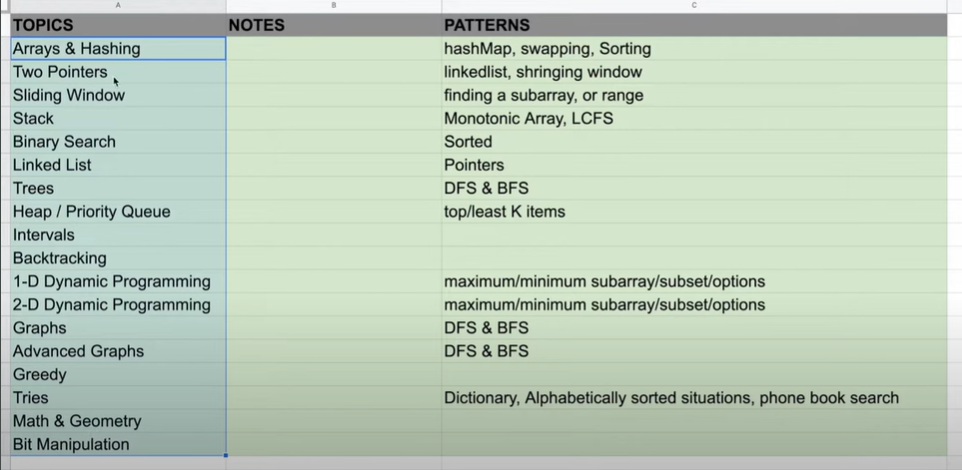 A B C
TOPICS NOTES PATTERNS
Arrays & Hashing hashMap, swapping, Sorting
Two Pointers linkedlist, shringing window
Sliding Window finding a subarray, or range
Stack Monotonic Array, LCFS
Binary Search Sorted
Linked List Pointers
Trees DFS & BFS
Heap / Priority Queue top/least K items
Intervals
Backtracking
1-D Dynamic Programming maximum/minimum subarray/subset/options
2-D Dynamic Programming maximum/minimum subarray/subset/options
Graphs DFS & BFS
Advanced Graphs DFS & BFS
Greedy
Tries Dictionary, Alphabetically sorted situations, phone book search
Math & Geometry
Bit Manipulation